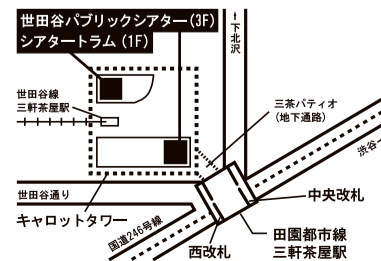 世田谷パブリックシアター(3F)
シアタートラム(1F)
↑下北沢
世田谷線
三軒茶屋駅
三茶パティオ
(地下通路)
渋谷→
世田谷通り
キャロットタワー
国道246号線
西改札
中央改札
田園都市線
三軒茶屋駅